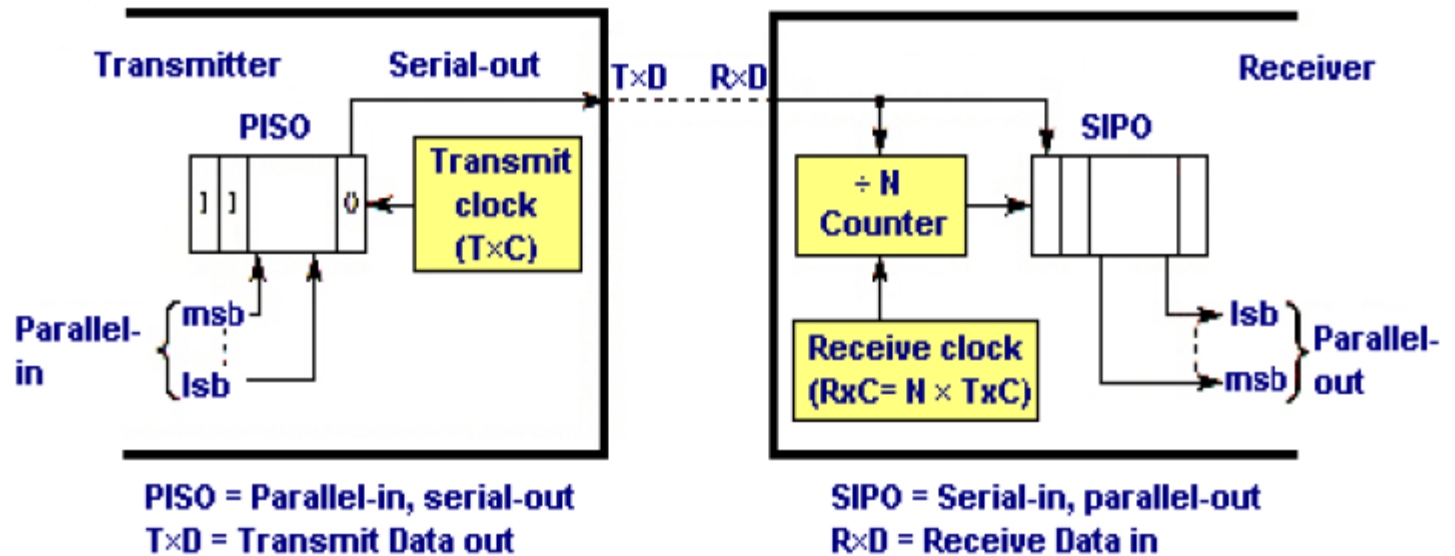 Transmitter
Serial-out
T×D
R×D
Receiver
PISO
SIPO
Transmit
clock
(T×C)
1 1 0
÷ N
Counter
Parallel-
in
msb
lsb
Receive clock
(RxC= N × TxC)
lsb
msb
Parallel-
out
PISO = Parallel-in, serial-out
T×D = Transmit Data out
SIPO = Serial-in, parallel-out
R×D = Receive Data in